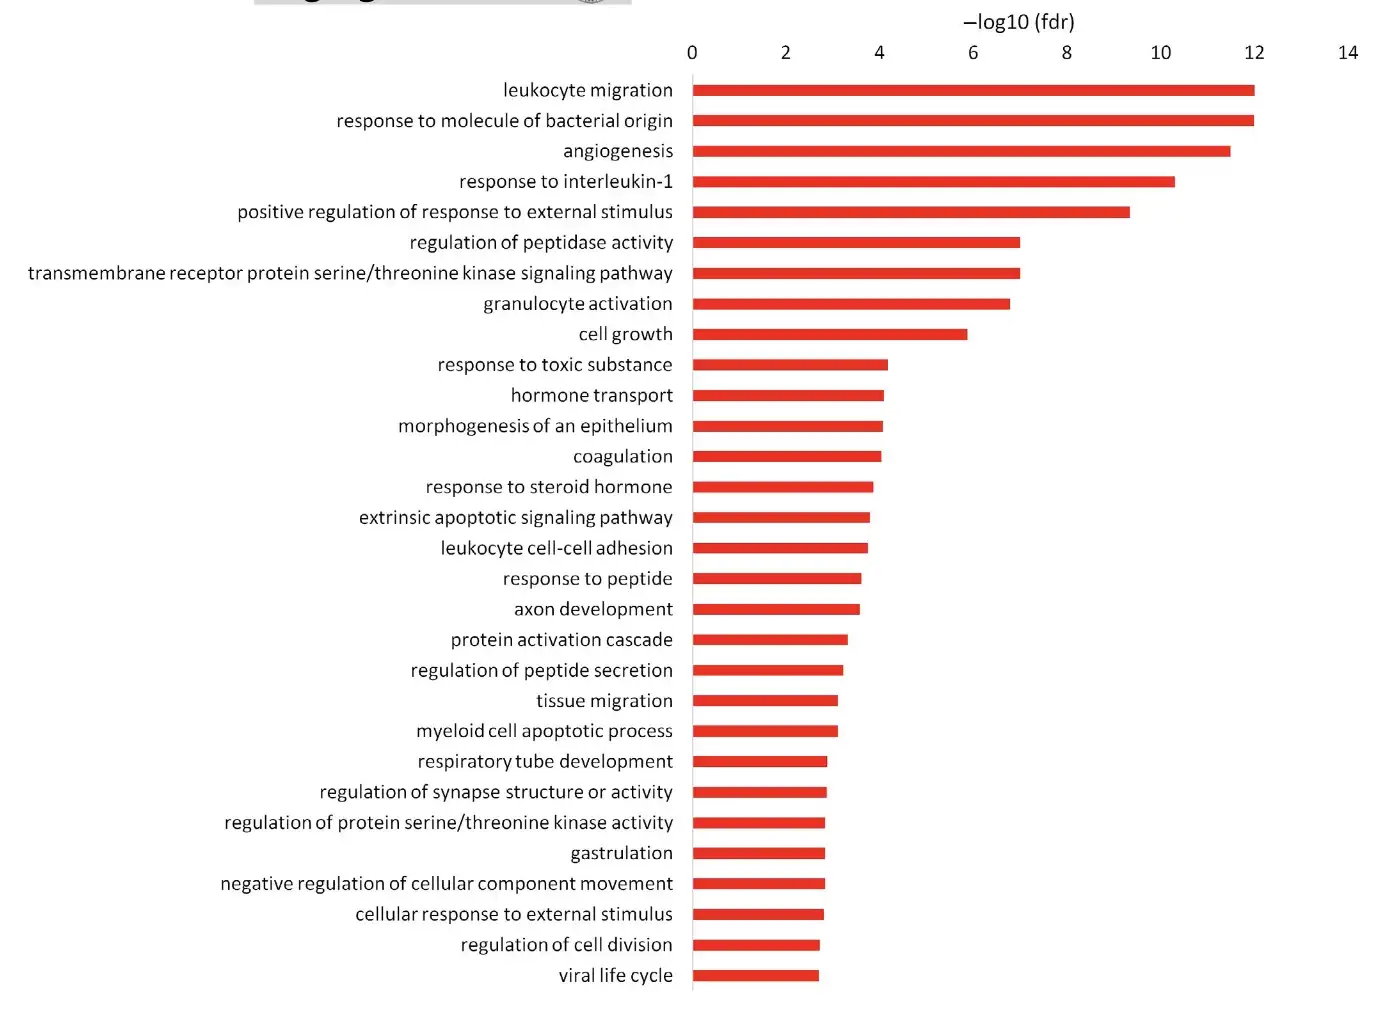 –log10 (fdr)
0 2 4 6 8 10 12 14
leukocyte migration
response to molecule of bacterial origin
angiogenesis
response to interleukin-1
positive regulation of response to external stimulus
regulation of peptidase activity
transmembrane receptor protein serine/threonine kinase signaling pathway
granulocyte activation
cell growth
response to toxic substance
hormone transport
morphogenesis of an epithelium
coagulation
response to steroid hormone
extrinsic apoptotic signaling pathway
leukocyte cell-cell adhesion
response to peptide
axon development
protein activation cascade
regulation of peptide secretion
tissue migration
myeloid cell apoptotic process
respiratory tube development
regulation of synapse structure or activity
regulation of protein serine/threonine kinase activity
gastrulation
negative regulation of cellular component movement
cellular response to external stimulus
regulation of cell division
viral life cycle